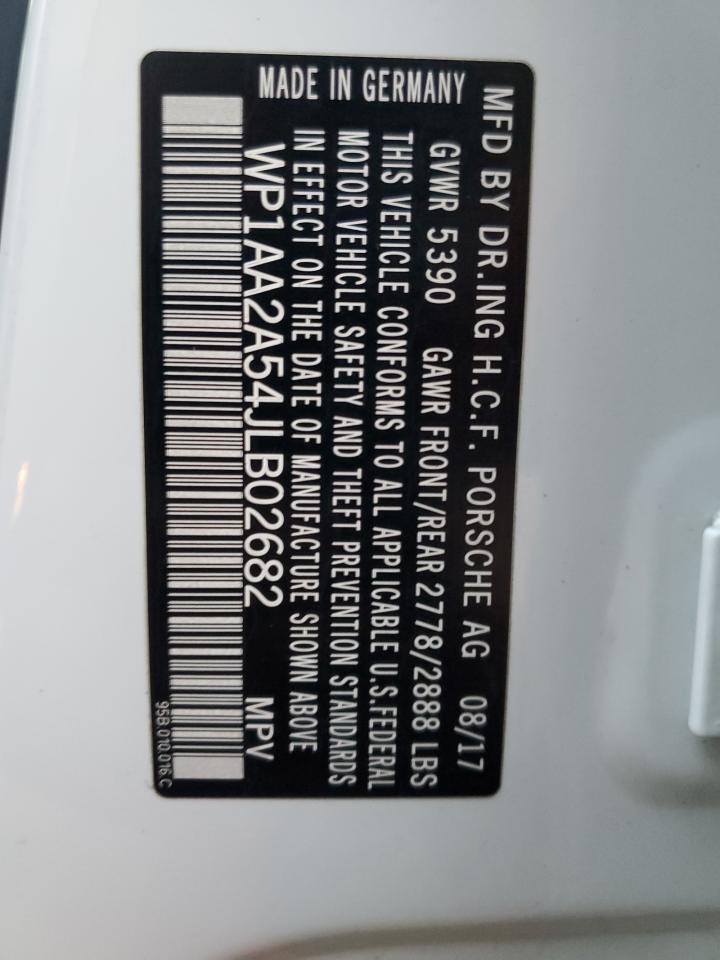 MFD BY DR.ING H.C.F. PORSCHE AG 08/17
GVWR 5390 GAWR FRONT/REAR 2778/2888 LBS
THIS VEHICLE CONFORMS TO ALL APPLICABLE U.S.FEDERAL
MOTOR VEHICLE SAFETY AND THEFT PREVENTION STANDARDS
IN EFFECT ON THE DATE OF MANUFACTURE SHOWN ABOVE
WP1AA2A54JLB02682 MPV
95B.010.016.C
MADE IN GERMANY